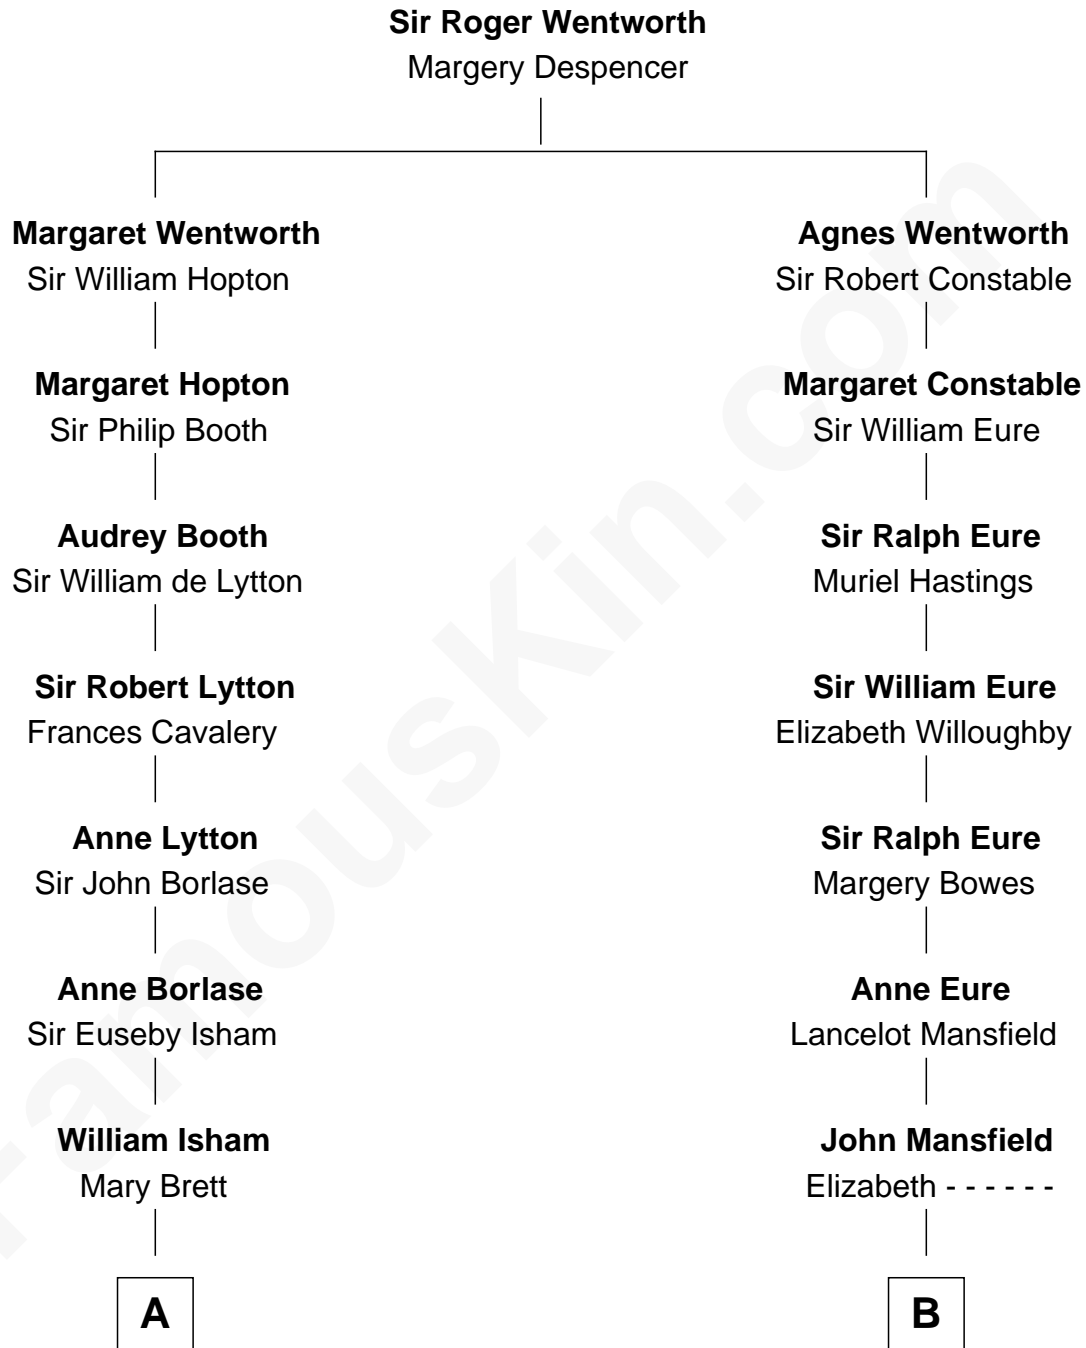 Sir Roger Wentworth
Margery Despencer
Margaret Wentworth
Sir William Hopton
Agnes Wentworth
Sir Robert Constable
Margaret Hopton
Sir Philip Booth
Margaret Constable
Sir William Eure
Audrey Booth
Sir William de Lytton
Sir Ralph Eure
Muriel Hastings
Sir Robert Lytton
Frances Cavalery
Sir William Eure
Elizabeth Willoughby
Anne Lytton
Sir John Borlase
Sir Ralph Eure
Margery Bowes
Anne Borlase
Sir Euseby Isham
Anne Eure
Lancelot Mansfield
William Isham
Mary Brett
John Mansfield
Elizabeth - - - - - -
A
B
FamousKin.com